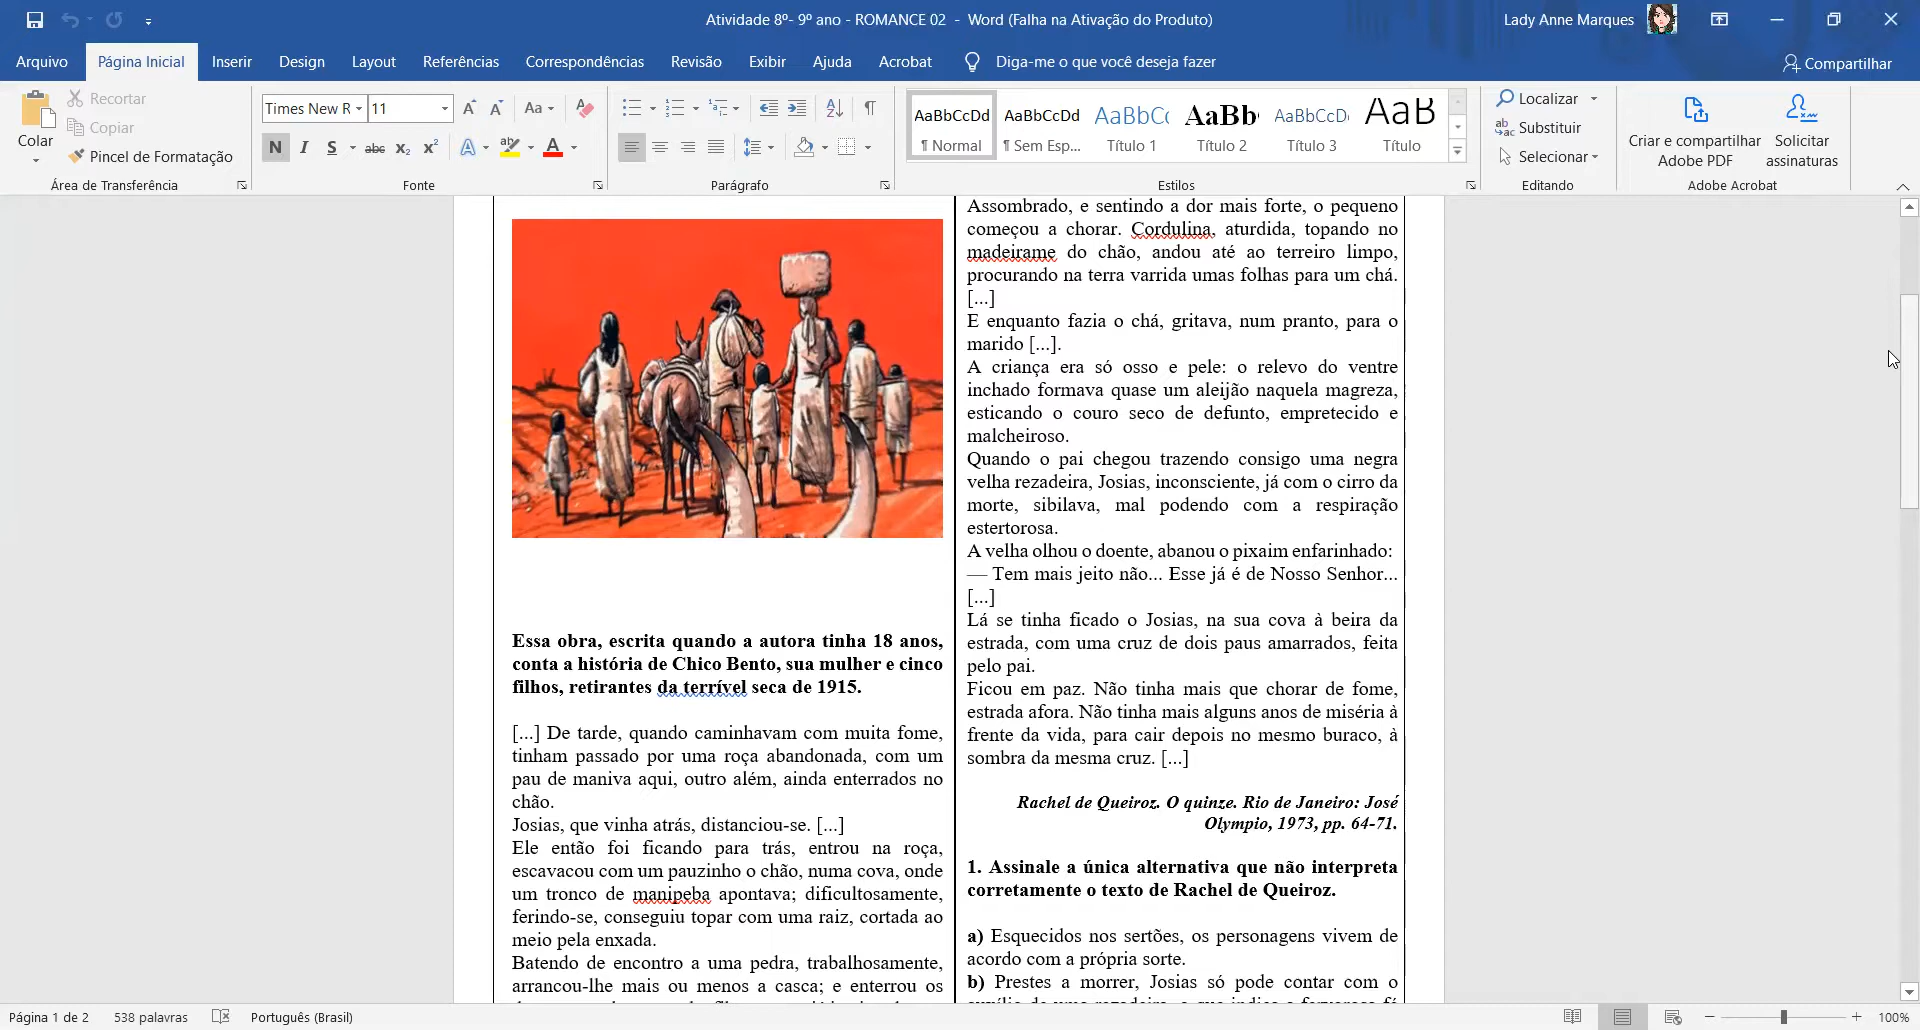 Atividade 8º- 9º ano - ROMANCE 02 - Word (Falha na Ativação do Produto)
Lady Anne Marques
Arquivo Página Inicial Inserir Design Layout Referências Correspondências Revisão Exibir Ajuda Acrobat Diga-me o que você deseja fazer Compartilhar
Colar
Recortar
Copiar
Pincel de Formatação
Área de Transferência
Times New R 11 Aa
N I S abc x₂ x² A ab A
Fonte
Parágrafo
AaBbCcDd AaBbCcDd AaBbCc AaBb AaBbCcD AaB
¶ Normal ¶ Sem Esp... Título 1 Título 2 Título 3 Título
Estilos
Localizar
Substituir
Selecionar
Editando
Criar e compartilhar
Adobe PDF
Solicitar
assinaturas
Adobe Acrobat
Essa obra, escrita quando a autora tinha 18 anos,
conta a história de Chico Bento, sua mulher e cinco
filhos, retirantes da terrível seca de 1915.
[...] De tarde, quando caminhavam com muita fome,
tinham passado por uma roça abandonada, com um
pau de maniva aqui, outro além, ainda enterrados no
chão.
Josias, que vinha atrás, distanciou-se. [...]
Ele então foi ficando para trás, entrou na roça,
escavacou com um pauzinho o chão, numa cova, onde
um tronco de manipeba apontava; dificultosamente,
ferindo-se, conseguiu topar com uma raiz, cortada ao
meio pela enxada.
Batendo de encontro a uma pedra, trabalhosamente,
arrancou-lhe mais ou menos a casca; e enterrou os
Assombrado, e sentindo a dor mais forte, o pequeno
começou a chorar. Cordulina, aturdida, topando no
madeirame do chão, andou até ao terreiro limpo,
procurando na terra varrida umas folhas para um chá.
[...]
E enquanto fazia o chá, gritava, num pranto, para o
marido [...].
A criança era só osso e pele: o relevo do ventre
inchado formava quase um aleijão naquela magreza,
esticando o couro seco de defunto, empretecido e
malcheiroso.
Quando o pai chegou trazendo consigo uma negra
velha rezadeira, Josias, inconsciente, já com o cirro da
morte, sibilava, mal podendo com a respiração
estertorosa.
A velha olhou o doente, abanou o pixaim enfarinhado:
— Tem mais jeito não... Esse já é de Nosso Senhor...
[...]
Lá se tinha ficado o Josias, na sua cova à beira da
estrada, com uma cruz de dois paus amarrados, feita
pelo pai.
Ficou em paz. Não tinha mais que chorar de fome,
estrada afora. Não tinha mais alguns anos de miséria à
frente da vida, para cair depois no mesmo buraco, à
sombra da mesma cruz. [...]
Rachel de Queiroz. O quinze. Rio de Janeiro: José
Olympio, 1973, pp. 64-71.
1. Assinale a única alternativa que não interpreta
corretamente o texto de Rachel de Queiroz.
a) Esquecidos nos sertões, os personagens vivem de
acordo com a própria sorte.
b) Prestes a morrer, Josias só pode contar com o
Página 1 de 2 538 palavras Português (Brasil) 100%